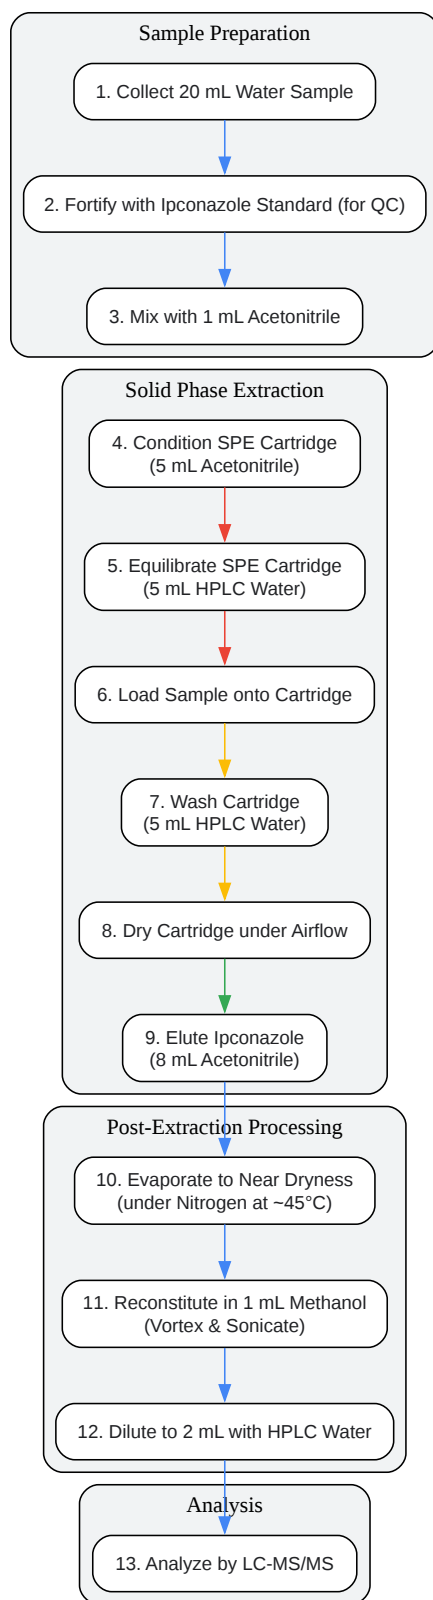 Sample Preparation
1. Collect 20 mL Water Sample
2. Fortify with Ipconazole Standard (for QC)
3. Mix with 1 mL Acetonitrile
Solid Phase Extraction
4. Condition SPE Cartridge
(5 mL Acetonitrile)
5. Equilibrate SPE Cartridge
(5 mL HPLC Water)
6. Load Sample onto Cartridge
7. Wash Cartridge
(5 mL HPLC Water)
8. Dry Cartridge under Airflow
9. Elute Ipconazole
(8 mL Acetonitrile)
Post-Extraction Processing
10. Evaporate to Near Dryness
(under Nitrogen at ~45°C)
11. Reconstitute in 1 mL Methanol
(Vortex & Sonicate)
12. Dilute to 2 mL with HPLC Water
Analysis
13. Analyze by LC-MS/MS